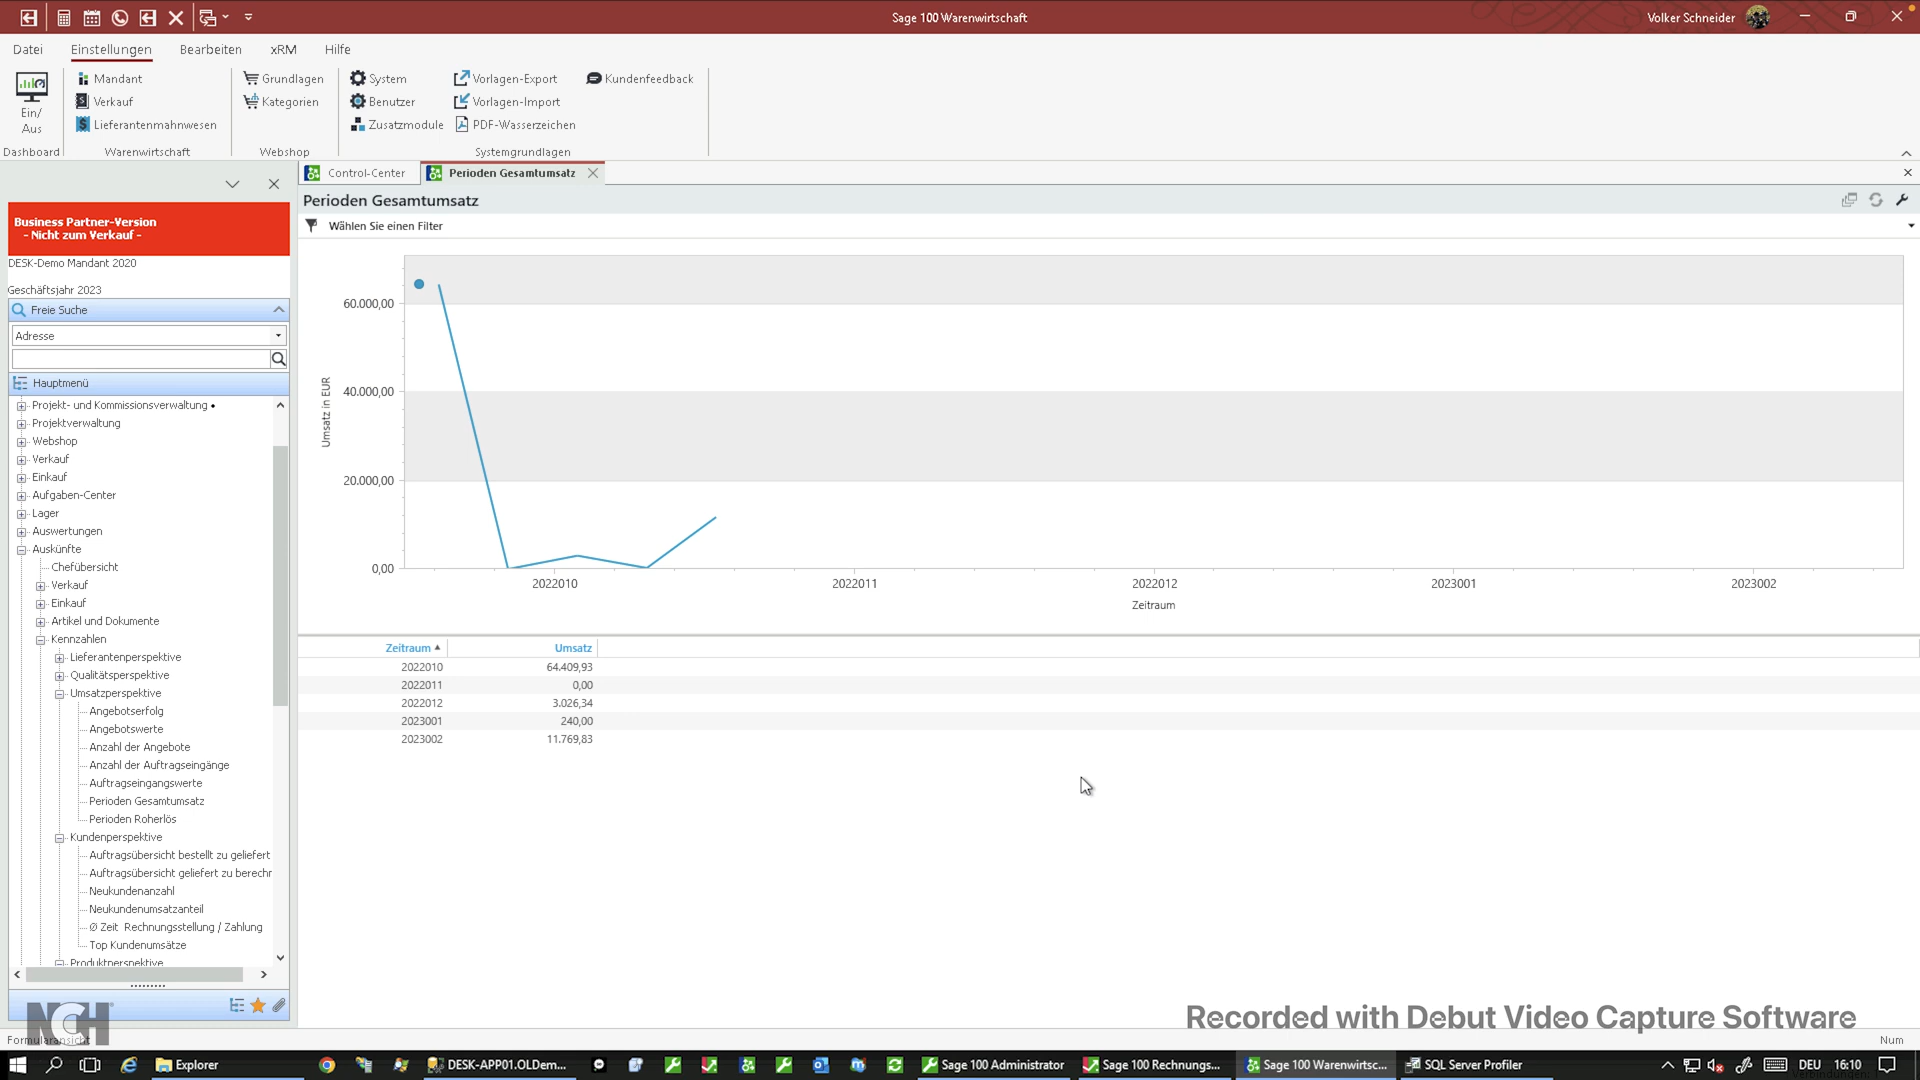 Sage 100 Warenwirtschaft
Volker Schneider
Datei
Einstellungen
Bearbeiten
xRM
Hilfe
Ein/
Aus
Dashboard
Mandant
Verkauf
Lieferantenmahnwesen
Warenwirtschaft
Grundlagen
Kategorien
Webshop
System
Benutzer
Zusatzmodule
Vorlagen-Export
Vorlagen-Import
PDF-Wasserzeichen
Kundenfeedback
Systemgrundlagen
Business Partner-Version
- Nicht zum Verkauf -
DESK-Demo Mandant 2020
Geschäftsjahr 2023
Freie Suche
Adresse
Hauptmenü
Projekt- und Kommissionsverwaltung •
Projektverwaltung
Webshop
Verkauf
Einkauf
Aufgaben-Center
Lager
Auswertungen
Auskünfte
Chefübersicht
Verkauf
Einkauf
Artikel und Dokumente
Kennzahlen
Lieferantenperspektive
Qualitätsperspektive
Umsatzperspektive
Angebotserfolg
Angebotswerte
Anzahl der Angebote
Anzahl der Auftragseingänge
Auftragseingangswerte
Perioden Gesamtumsatz
Perioden Roherlös
Kundenperspektive
Auftragsübersicht bestellt zu geliefert
Auftragsübersicht geliefert zu berechr
Neukundenanzahl
Neukundenumsatzanteil
Ø Zeit Rechnungsstellung / Zahlung
Top Kundenumsätze
Produktperspektive
Control-Center
Perioden Gesamtumsatz
Perioden Gesamtumsatz
Wählen Sie einen Filter
Umsatz in EUR
60.000,00
40.000,00
20.000,00
0,00
2022010
2022011
2022012
2023001
2023002
Zeitraum
Zeitraum Umsatz
2022010 64.409,93
2022011 0,00
2022012 3.026,34
2023001 240,00
2023002 11.769,83
NCH
Recorded with Debut Video Capture Software
Formularansicht
Num
Explorer
DESK-APP01.OLDem...
Sage 100 Administrator
Sage 100 Rechnungs...
Sage 100 Warenwirtsc...
SQL Server Profiler
DEU
16:10